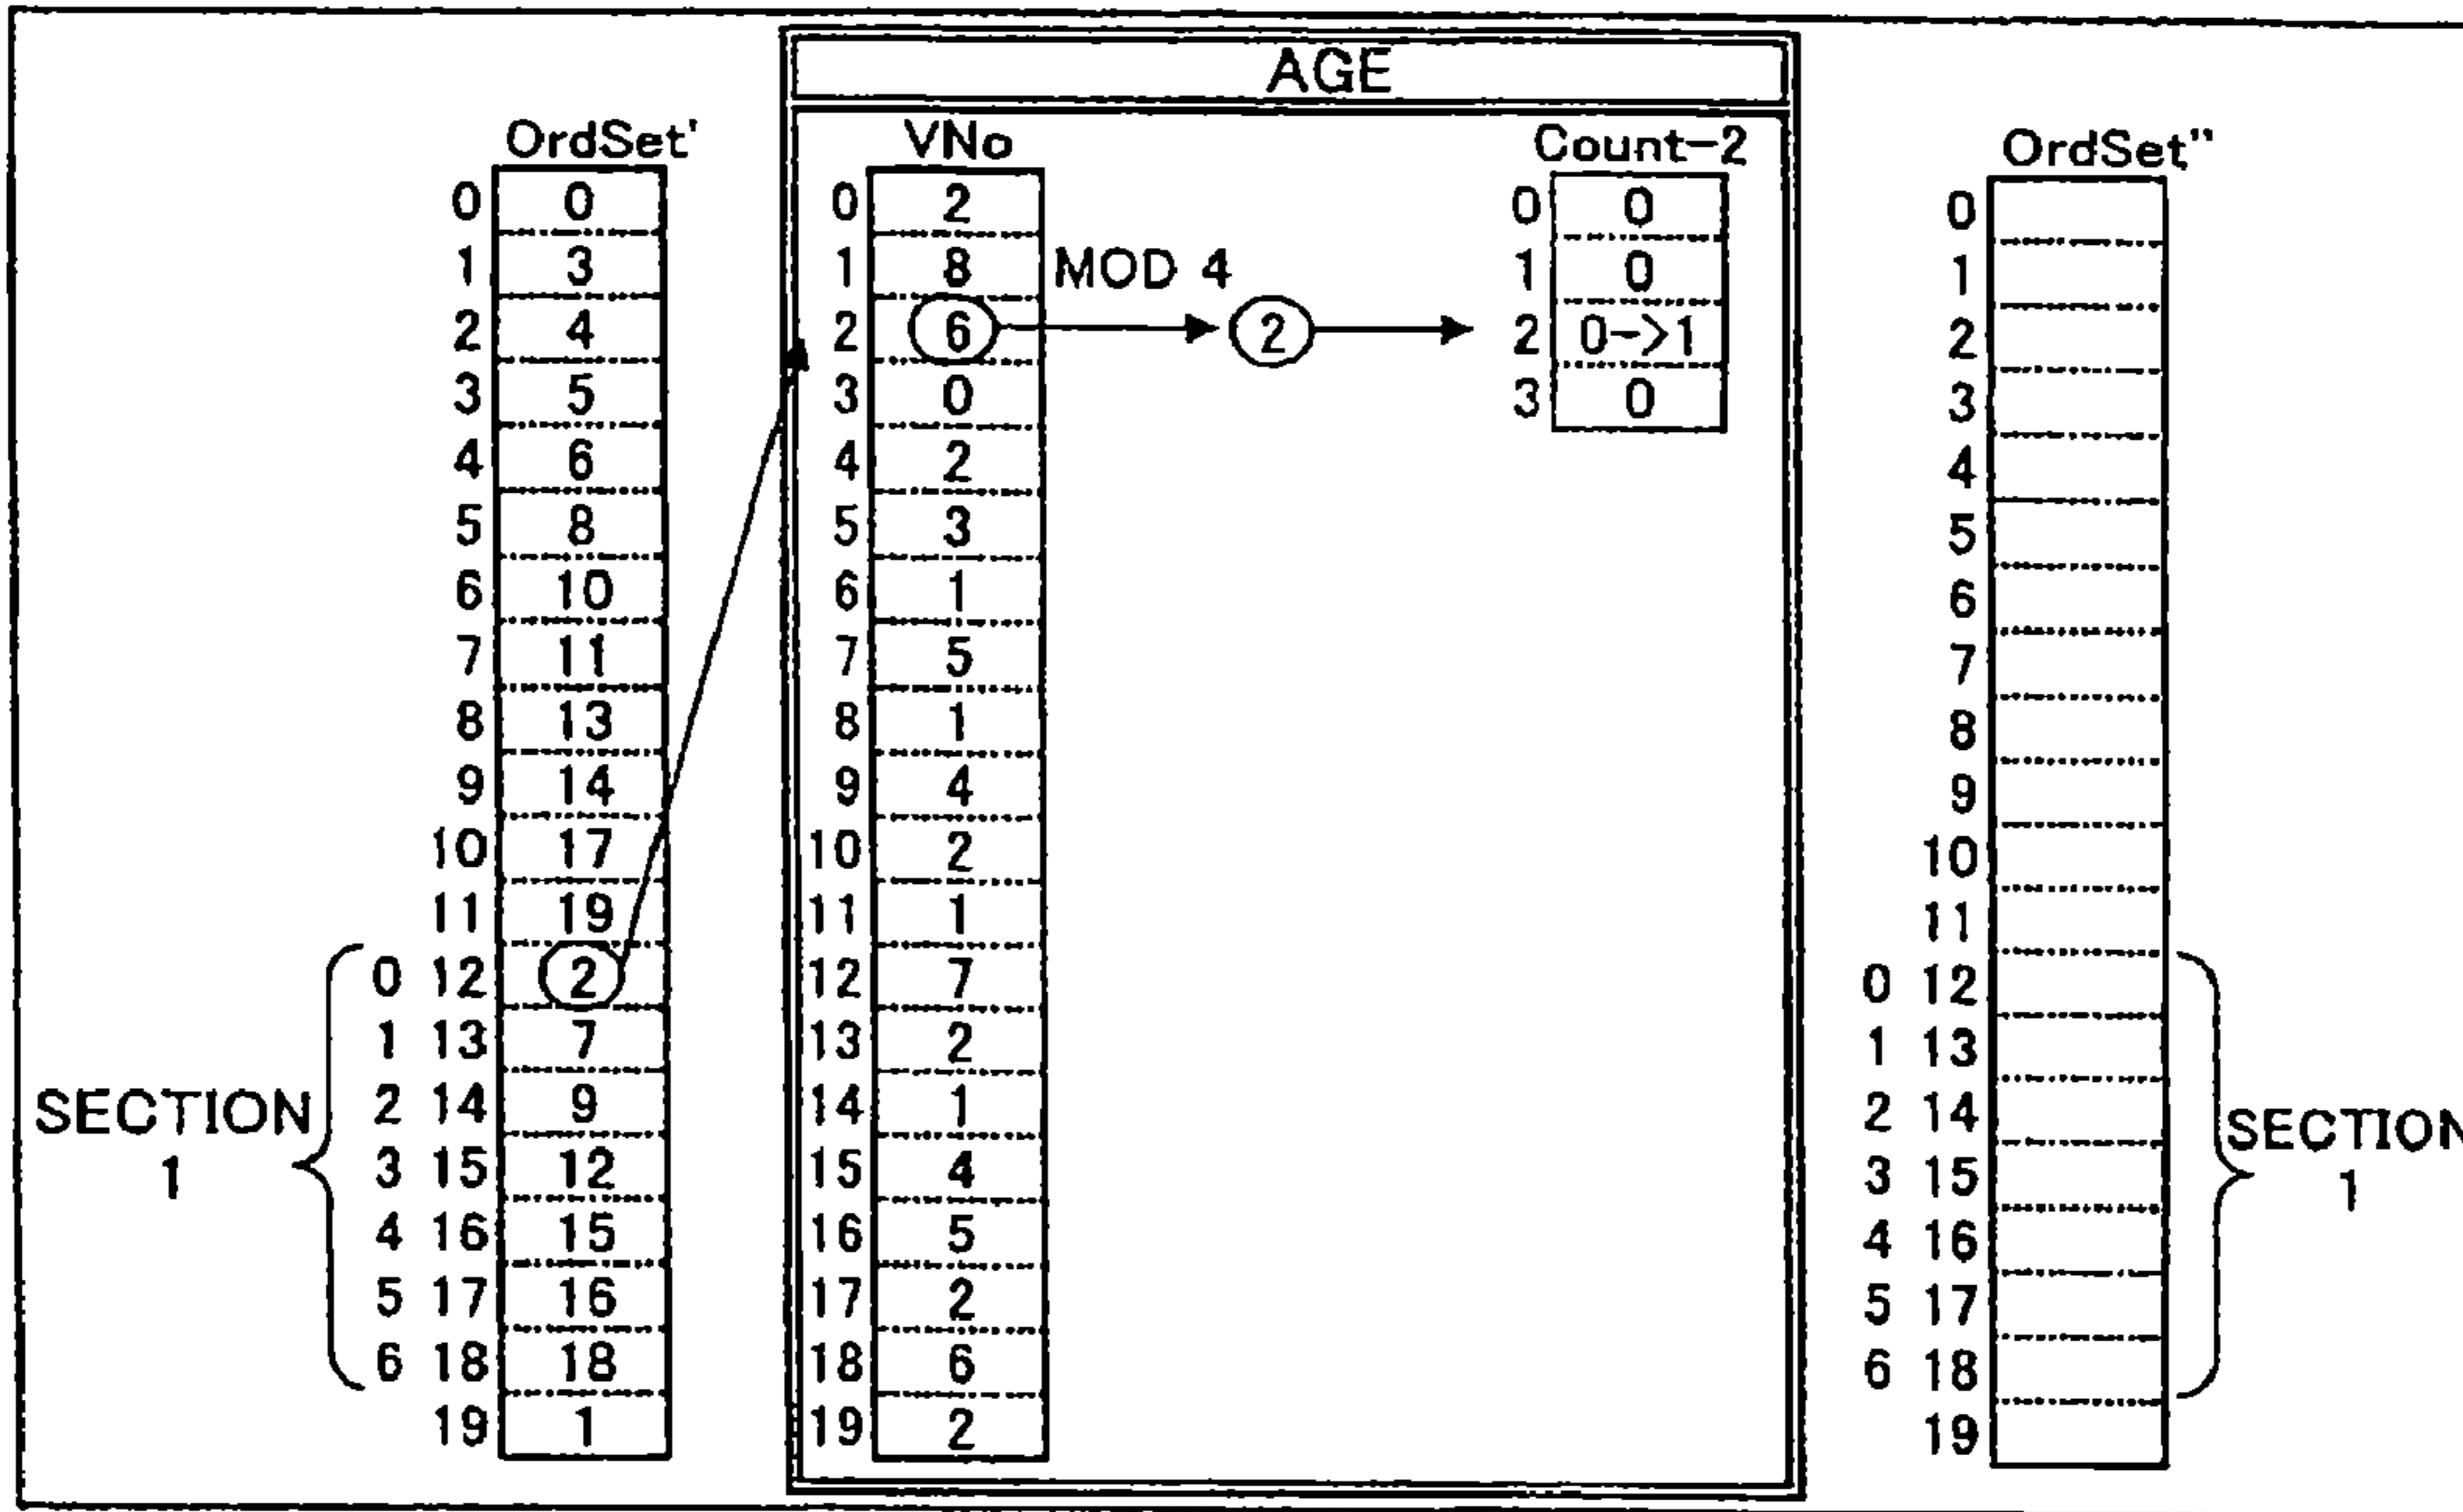 AGE
OrdSet' VNo Count-2 OrdSet''
0 0 0 2 0 0 0
1 3 1 8 MOD 4 1 0 1
2 4 2 6 2 2 0->1 2
3 5 3 0 3 0 3
4 6 4 2 4
5 8 5 3 5
6 10 6 1 6
7 11 7 5 7
8 13 8 1 8
9 14 9 4 9
10 17 10 2 10
11 19 11 1 11
0 12 2 12 7 0 12
1 13 7 13 2 1 13
SECTION 2 14 9 14 1 2 14 SECTION
1 3 15 12 15 4 3 15 1
4 16 15 16 5 4 16
5 17 16 17 2 5 17
6 18 18 18 6 6 18
19 1 19 2 19